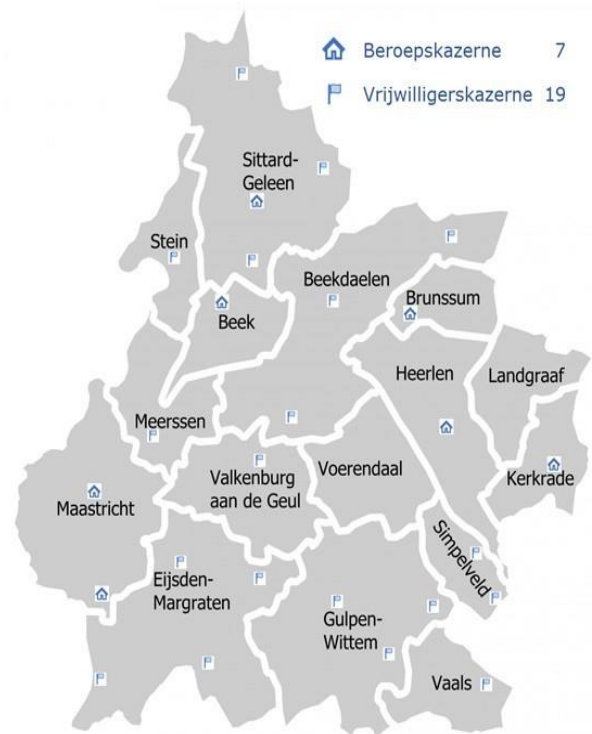 Beroepskazerne 7
Vrijwilligerskazerne 19
Sittard-
Geleen
Stein
Beekdaelen
Brunssum
Beek
Heerlen
Landgraaf
Meerssen
Valkenburg
aan de Geul
Voerendaal
Kerkrade
Maastricht
Simpelveld
Eijsden-
Margraten
Gulpen-
Wittem
Vaals